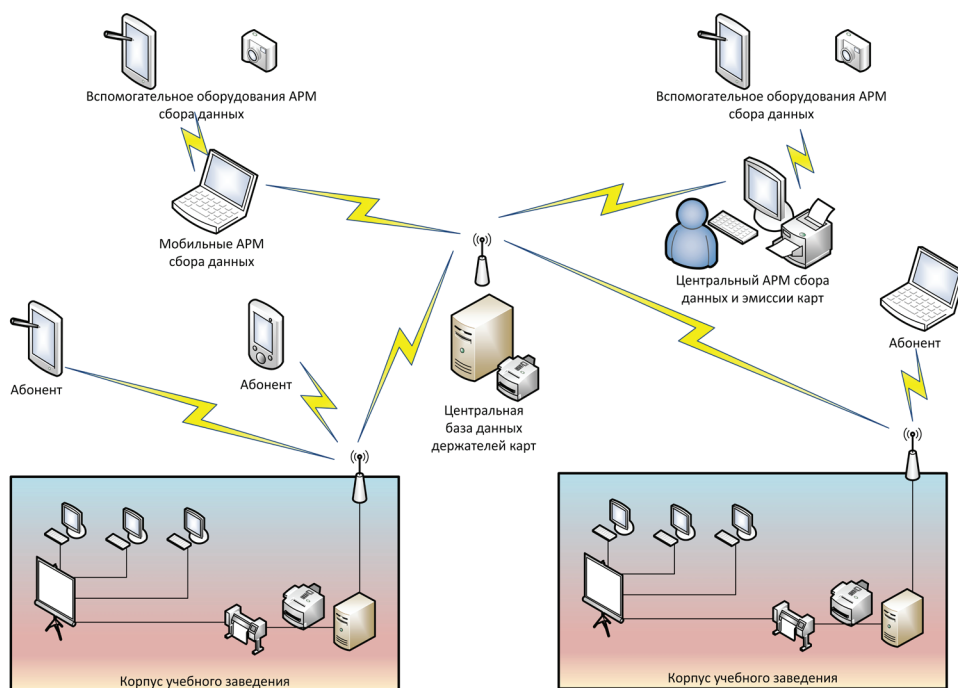 Вспомогательное оборудования АРМ
сбора данных
Вспомогательное оборудования АРМ
сбора данных
Мобильные АРМ
сбора данных
Центральный АРМ сбора
данных и эмиссии карт
Абонент
Абонент
Абонент
Центральная
база данных
держателей карт
Корпус учебного заведения
Корпус учебного заведения